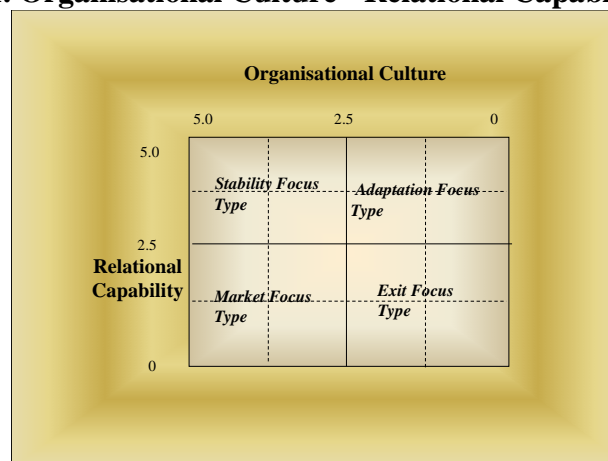 . Organisational Culture - Relational Capabi
Organisational Culture
5.0 2.5 0
5.0
Stability Focus Type
Adaptation Focus Type
2.5
Relational Capability
Market Focus Type
Exit Focus Type
0